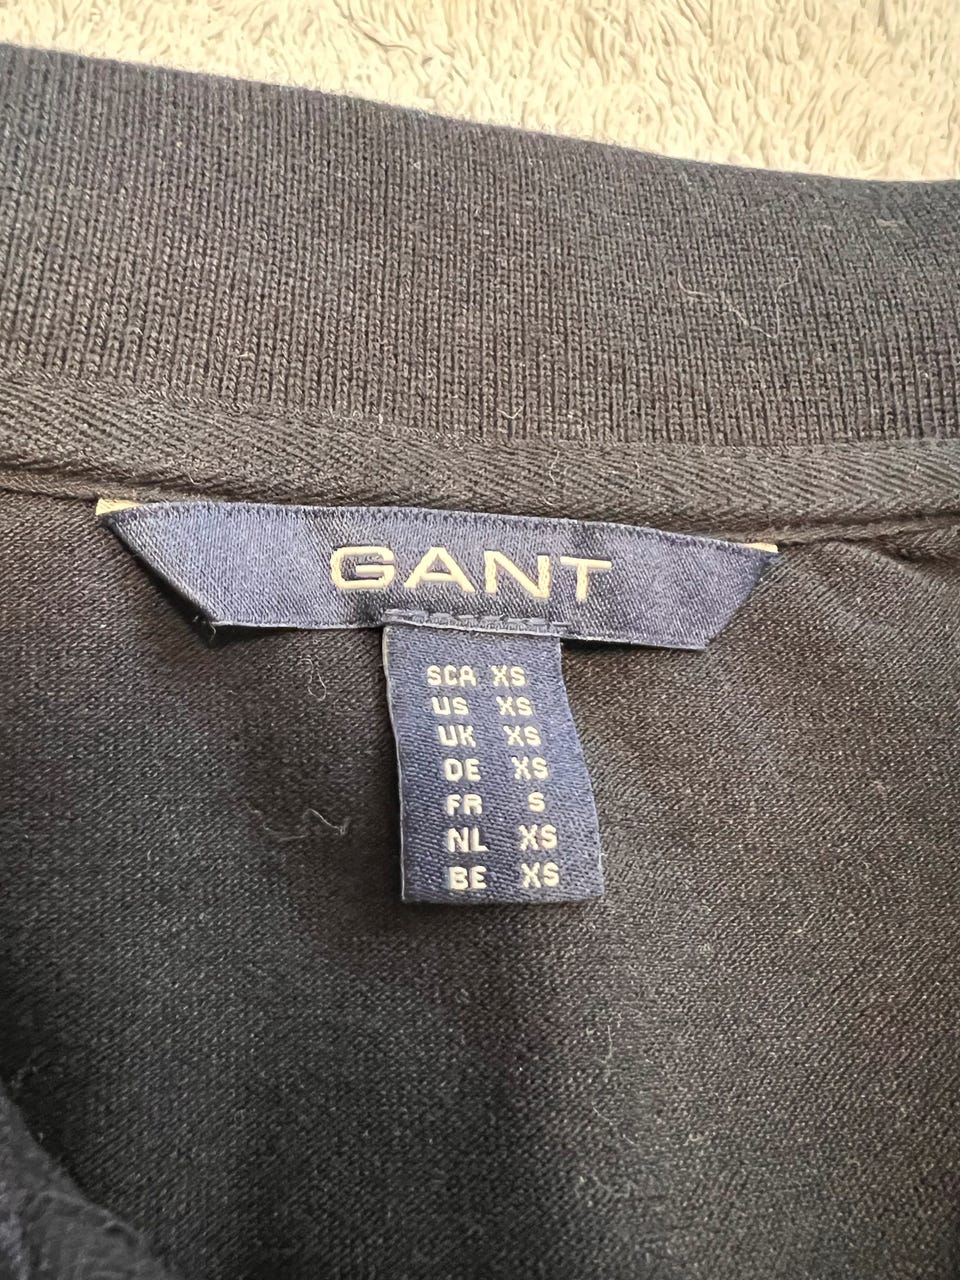 GANT
SCA XS
US XS
UK XS
DE XS
FR S
NL XS
BE XS